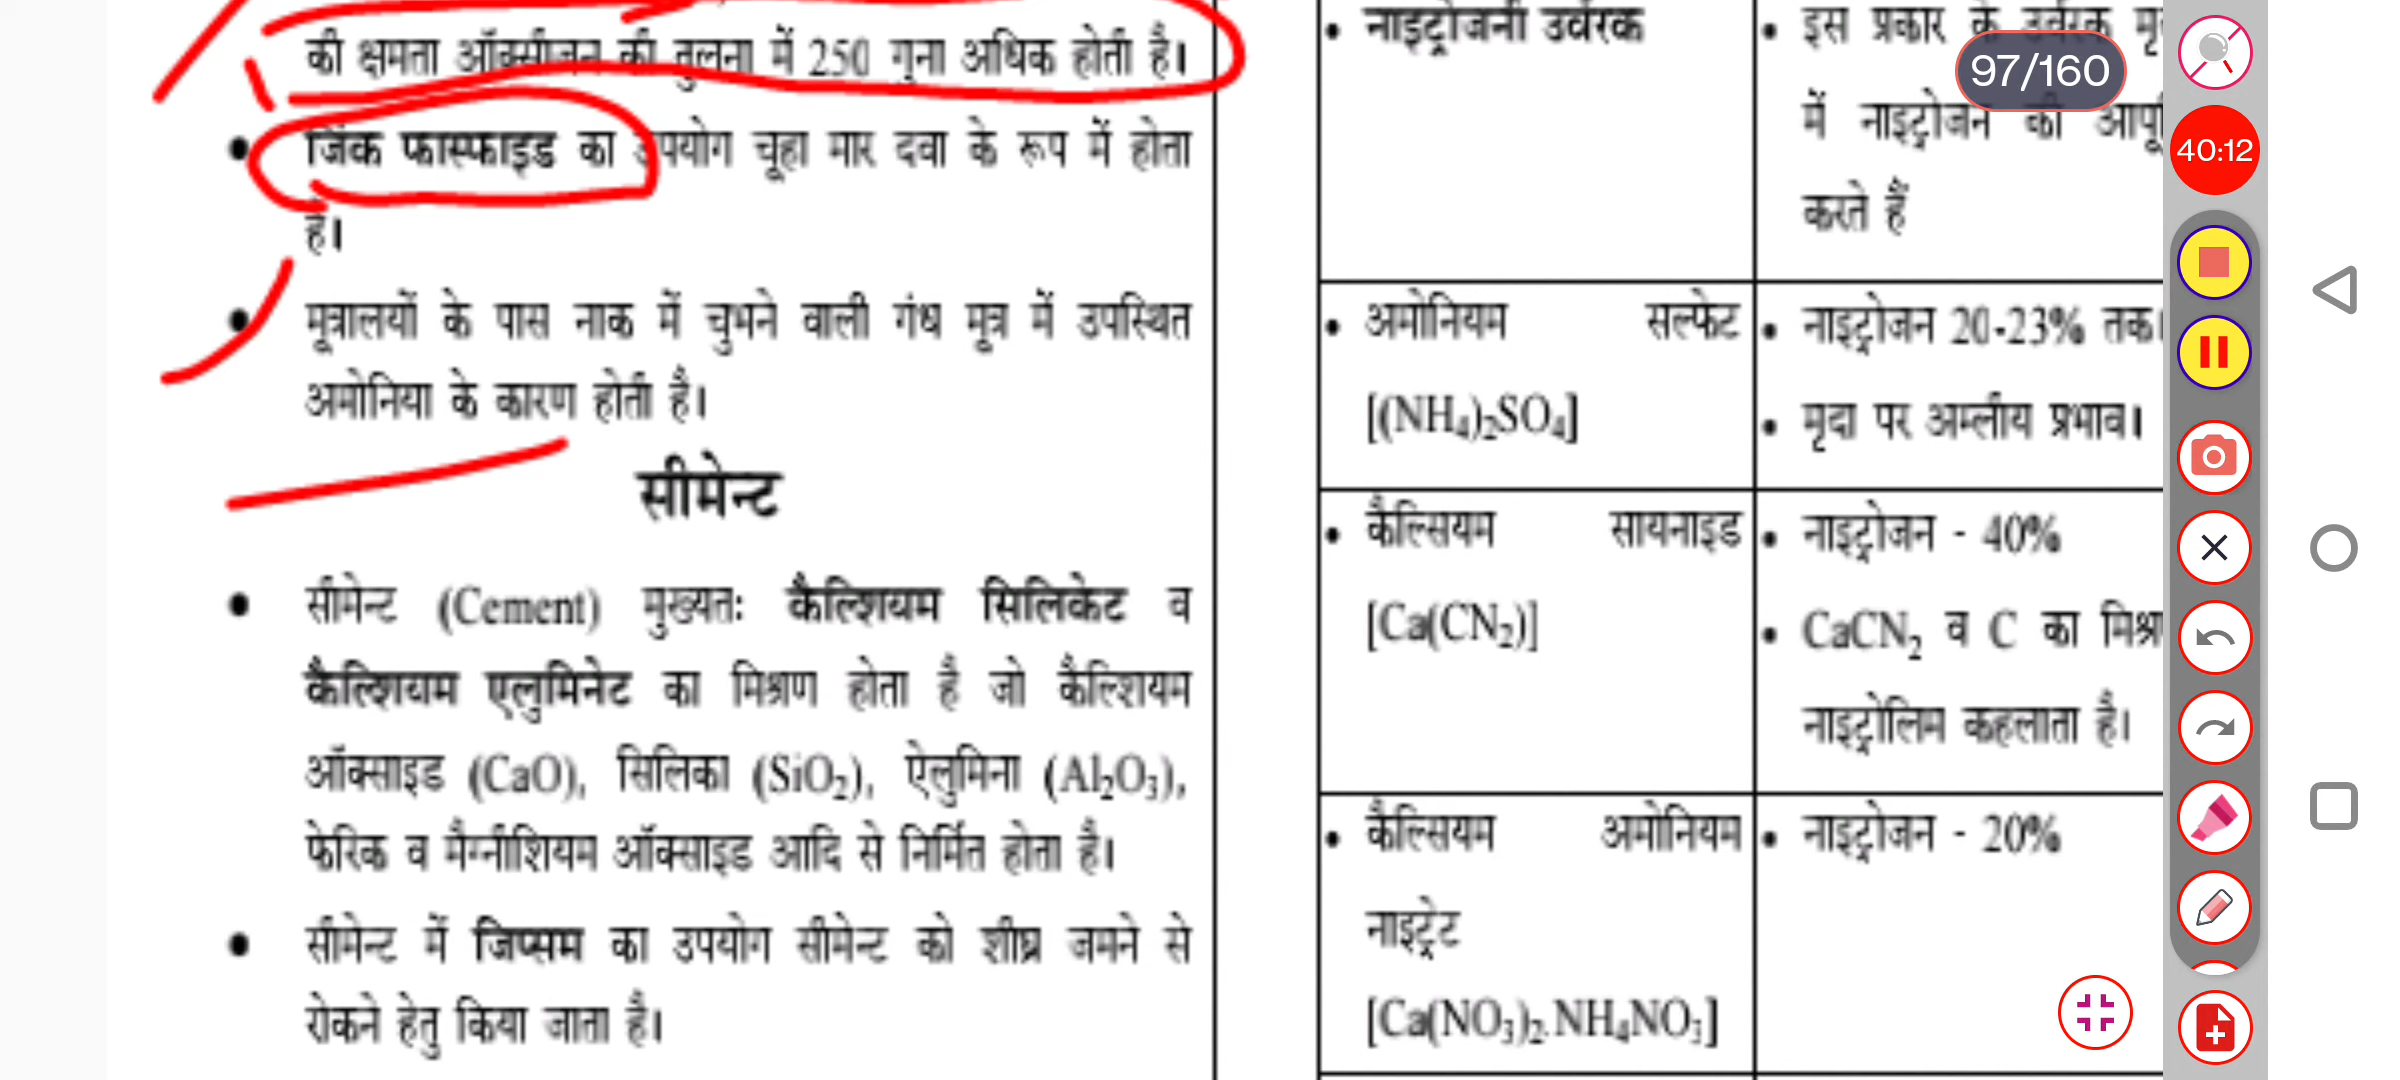 की क्षमता ऑक्सीजन की तुलना में 250 गुना अधिक होती है।
जिंक फास्फाइड का उपयोग चूहा मार दवा के रूप में होता
है।
मूत्रालयों के पास नाक में चुभने वाली गंध मूत्र में उपस्थित
अमोनिया के कारण होती है।
सीमेन्ट
सीमेन्ट (Cement) मुख्यतः कैल्शियम सिलिकेट व
कैल्शियम एलुमिनेट का मिश्रण होता है जो कैल्शियम
ऑक्साइड (CaO), सिलिका (SiO₂), ऐलुमिना (Al₂O₃),
फेरिक व मैग्नीशियम ऑक्साइड आदि से निर्मित होता है।
सीमेन्ट में जिप्सम का उपयोग सीमेन्ट को शीघ्र जमने से
रोकने हेतु किया जाता है।
नाइट्रोजनी उर्वरक
इस प्रकार के उर्वरक
में नाइट्रोजन की
करते हैं
अमोनियम सल्फेट
[(NH₄)₂SO₄]
नाइट्रोजन 20-23% तक।
मृदा पर अम्लीय प्रभाव।
कैल्सियम सायनाइड
[Ca(CN₂)]
नाइट्रोजन - 40%
CaCN₂ व C का
नाइट्रोलिम कहलाता है।
कैल्सियम अमोनियम
नाइट्रेट
[Ca(NO₃)₂.NH₄NO₃]
नाइट्रोजन - 20%
97/160
40:12